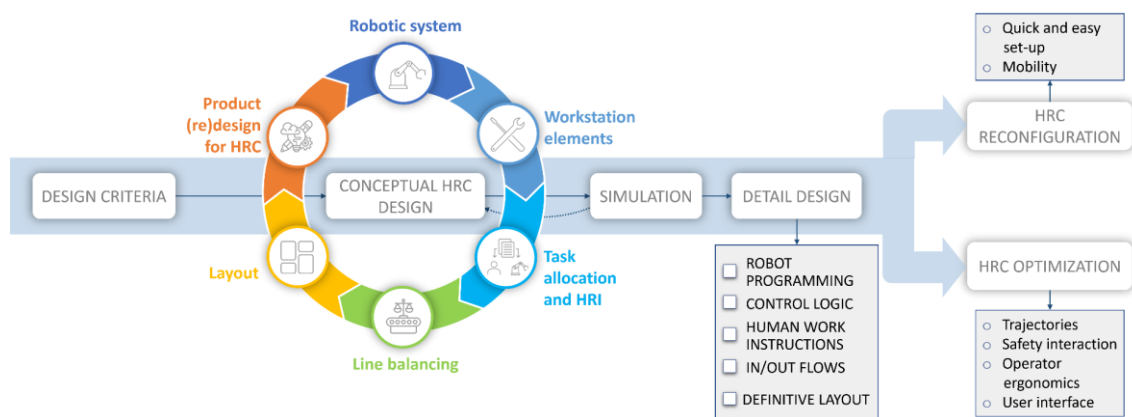 Robotic system
Product
(re)design
for HRC
Workstation
elements
DESIGN CRITERIA
CONCEPTUAL HRC
DESIGN
SIMULATION
DETAIL DESIGN
Layout
Task
allocation
and HRI
Line balancing
ROBOT
PROGRAMMING
CONTROL LOGIC
HUMAN WORK
INSTRUCTIONS
IN/OUT FLOWS
DEFINITIVE LAYOUT
Quick and easy
set-up
Mobility
HRC
RECONFIGURATION
HRC OPTIMIZATION
Trajectories
Safety interaction
Operator
ergonomics
User interface